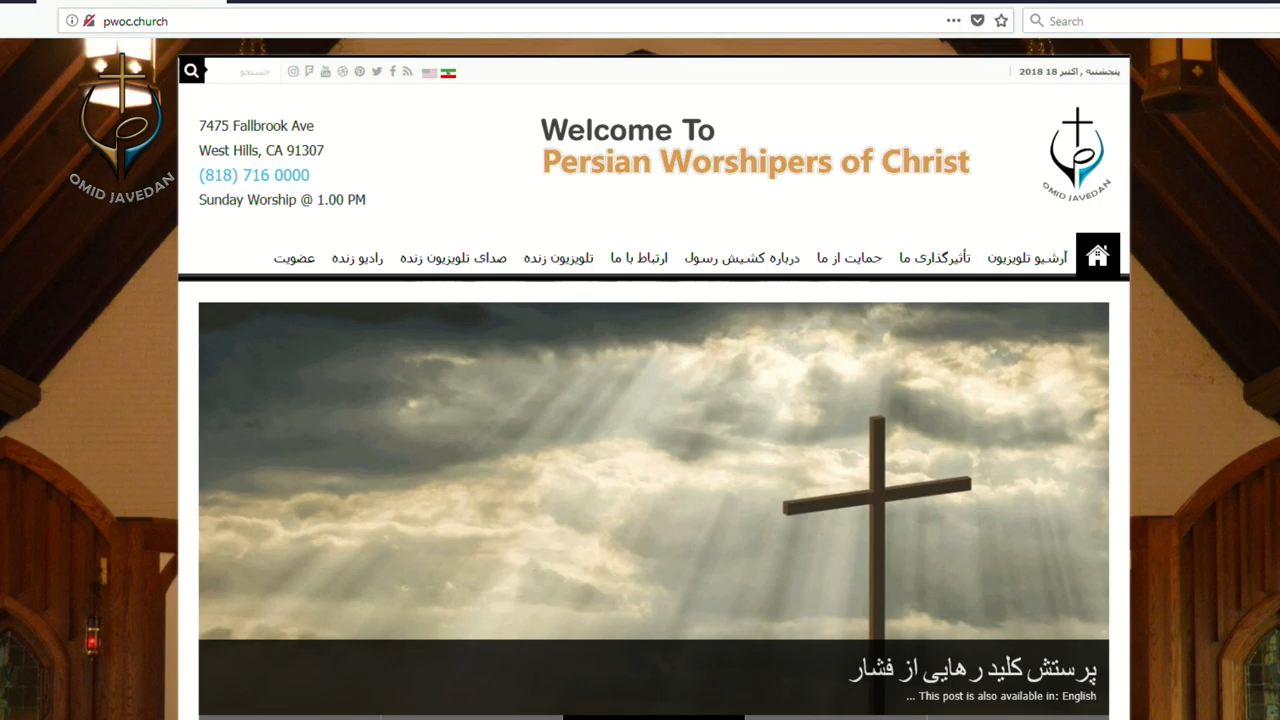 pwoc.church
Search
جستجو
پنجشنبه , اکتبر 18 2018
OMID JAVEDAN
7475 Fallbrook Ave
West Hills, CA 91307
(818) 716 0000
Sunday Worship @ 1.00 PM
Welcome To
Persian Worshipers of Christ
OMID JAVEDAN
آرشیو تلویزیون تأثیرگذاری ما حمایت از ما درباره کشیش رسول ارتباط با ما تلویزیون زنده صدای تلویزیون زنده رادیو زنده عضویت
پرستش کلید رهایی از فشار
This post is also available in: English ...